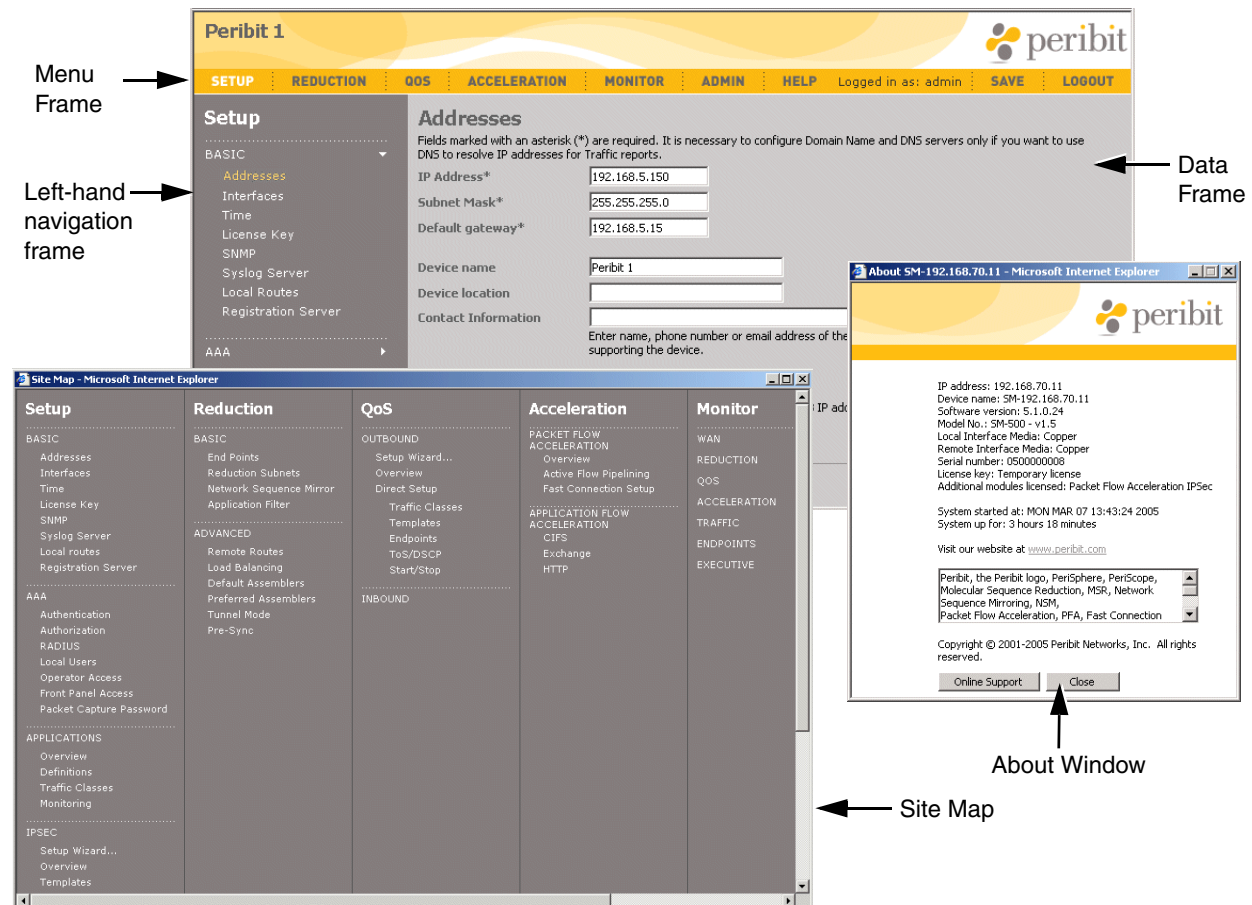 Peribit 1
peribit
Menu
Frame
SETUP REDUCTION QOS ACCELERATION MONITOR ADMIN HELP Logged in as: admin SAVE LOGOUT
Left-hand
navigation
frame
Setup
BASIC
Addresses
Interfaces
Time
License Key
SNMP
Syslog Server
Local Routes
Registration Server
AAA
Addresses
Fields marked with an asterisk (*) are required. It is necessary to configure Domain Name and DNS servers only if you want to use
DNS to resolve IP addresses for Traffic reports.
IP Address* 192.168.5.150
Subnet Mask* 255.255.255.0
Default gateway* 192.168.5.15
Device name Peribit 1
Device location
Contact Information
Enter name, phone number or email address of the
supporting the device.
IP add
Data
Frame
About SM-192.168.70.11 - Microsoft Internet Explorer
peribit
IP address: 192.168.70.11
Device name: SM-192.168.70.11
Software version: 5.1.0.24
Model No.: SM-500 - v1.5
Local Interface Media: Copper
Remote Interface Media: Copper
Serial number: 0500000008
License key: Temporary license
Additional modules licensed: Packet Flow Acceleration IPSec
System started at: MON MAR 07 13:43:24 2005
System up for: 3 hours 18 minutes
Visit our website at www.peribit.com
Peribit, the Peribit logo, PeriSphere, PeriScope,
Molecular Sequence Reduction, MSR, Network
Sequence Mirroring, NSM,
Packet Flow Acceleration, PFA, Fast Connection
Copyright © 2001-2005 Peribit Networks, Inc. All rights
reserved.
Online Support Close
About Window
Site Map - Microsoft Internet Explorer
Setup
BASIC
Addresses
Interfaces
Time
License Key
SNMP
Syslog Server
Local routes
Registration Server
AAA
Authentication
Authorization
RADIUS
Local Users
Operator Access
Front Panel Access
Packet Capture Password
APPLICATIONS
Overview
Definitions
Traffic Classes
Monitoring
IPSEC
Setup Wizard...
Overview
Templates
Reduction
BASIC
End Points
Reduction Subnets
Network Sequence Mirror
Application Filter
ADVANCED
Remote Routes
Load Balancing
Default Assemblers
Preferred Assemblers
Tunnel Mode
Pre-Sync
QoS
OUTBOUND
Setup Wizard...
Overview
Direct Setup
Traffic Classes
Templates
Endpoints
ToS/DSCP
Start/Stop
INBOUND
Acceleration
PACKET FLOW
ACCELERATION
Overview
Active Flow Pipelining
Fast Connection Setup
APPLICATION FLOW
ACCELERATION
CIFS
Exchange
HTTP
Monitor
WAN
REDUCTION
QOS
ACCELERATION
TRAFFIC
ENDPOINTS
EXECUTIVE
Site Map